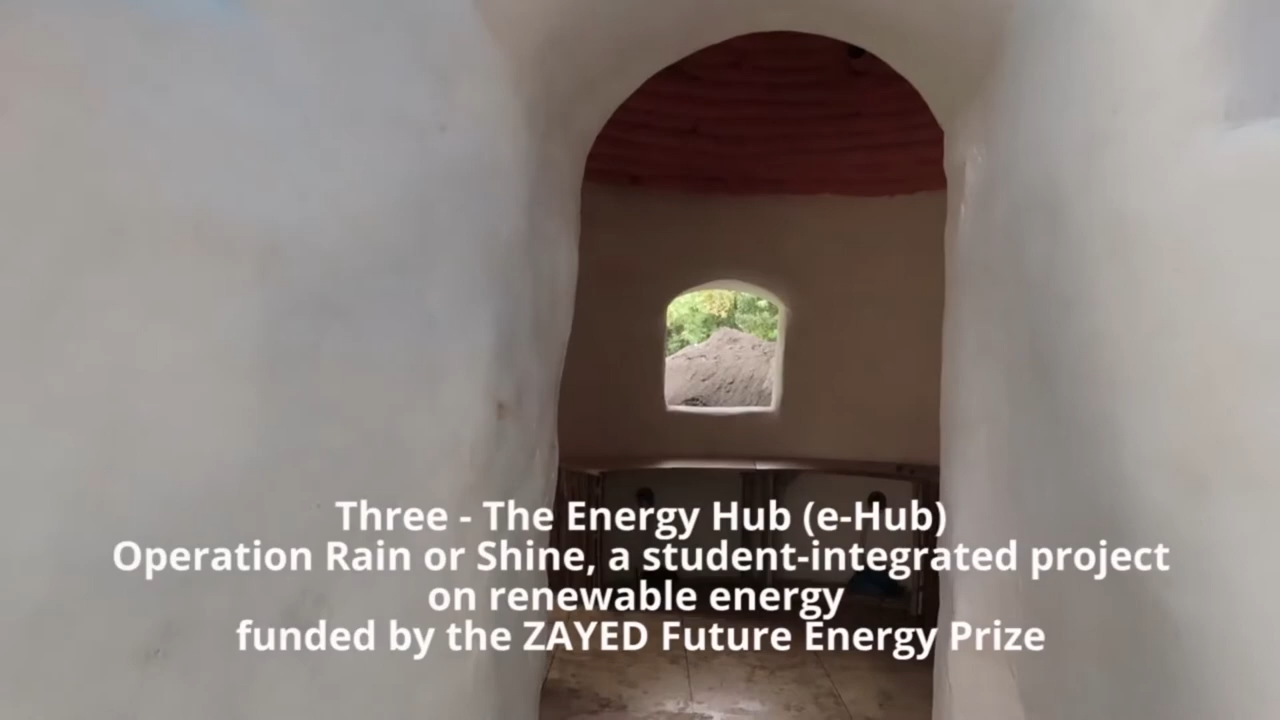 Three - The Energy Hub (e-Hub)
Operation Rain or Shine, a student-integrated project
on renewable energy
funded by the ZAYED Future Energy Prize